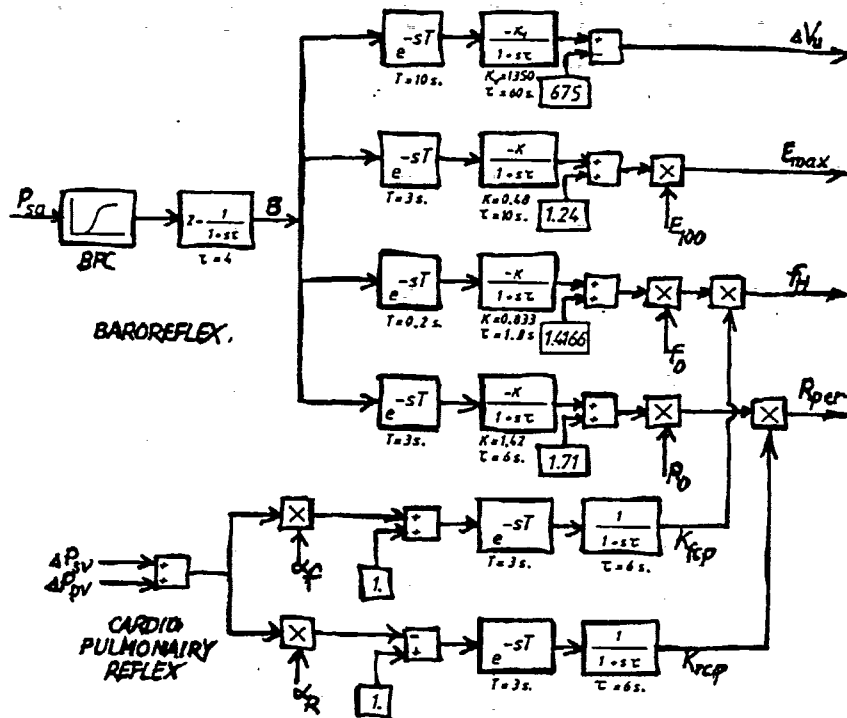 ΔVu
e^-sT
-Kv
1+sτ
+
-
T=10s.
Kv=1350
τ=60s.
675
Emax
e^-sT
-K
1+sτ
+
+
×
T=3s.
K=0.48
τ=10s.
1.24
E100
Psa
BFC
2-
1
1+sτ
τ=4
B
BAROREFLEX.
e^-sT
-K
1+sτ
+
+
×
×
fH
T=0.2s.
K=0.833
τ=1.8s
1.4166
f0
e^-sT
-K
1+sτ
+
+
×
×
Rper
T=3s.
K=1.42
τ=6s.
1.71
R0
ΔPsv
ΔPpv
+
+
×
αf
+
+
1.
e^-sT
1
1+sτ
Kfcp
T=3s.
τ=6s.
CARDIO
PULMONAIRY
REFLEX
×
αR
-
+
1.
e^-sT
1
1+sτ
Krcp
T=3s.
τ=6s.